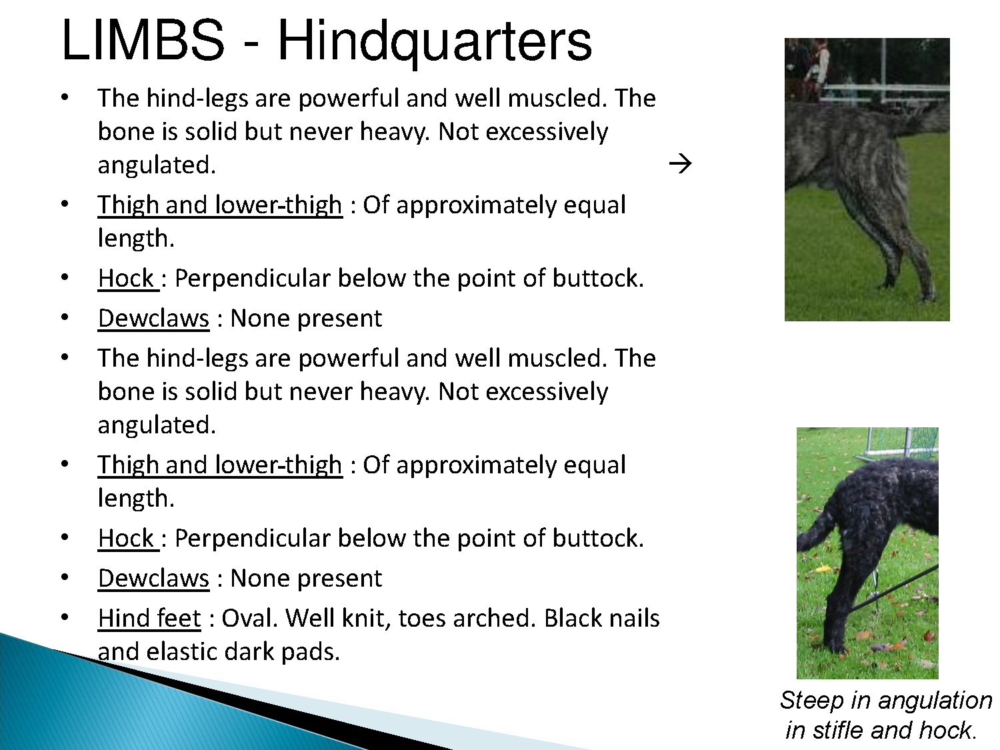 LIMBS - Hindquarters
• The hind-legs are powerful and well muscled. The
bone is solid but never heavy. Not excessively
angulated. →
• Thigh and lower-thigh : Of approximately equal
length.
• Hock : Perpendicular below the point of buttock.
• Dewclaws : None present
• The hind-legs are powerful and well muscled. The
bone is solid but never heavy. Not excessively
angulated.
• Thigh and lower-thigh : Of approximately equal
length.
• Hock : Perpendicular below the point of buttock.
• Dewclaws : None present
• Hind feet : Oval. Well knit, toes arched. Black nails
and elastic dark pads.
Steep in angulation
in stifle and hock.